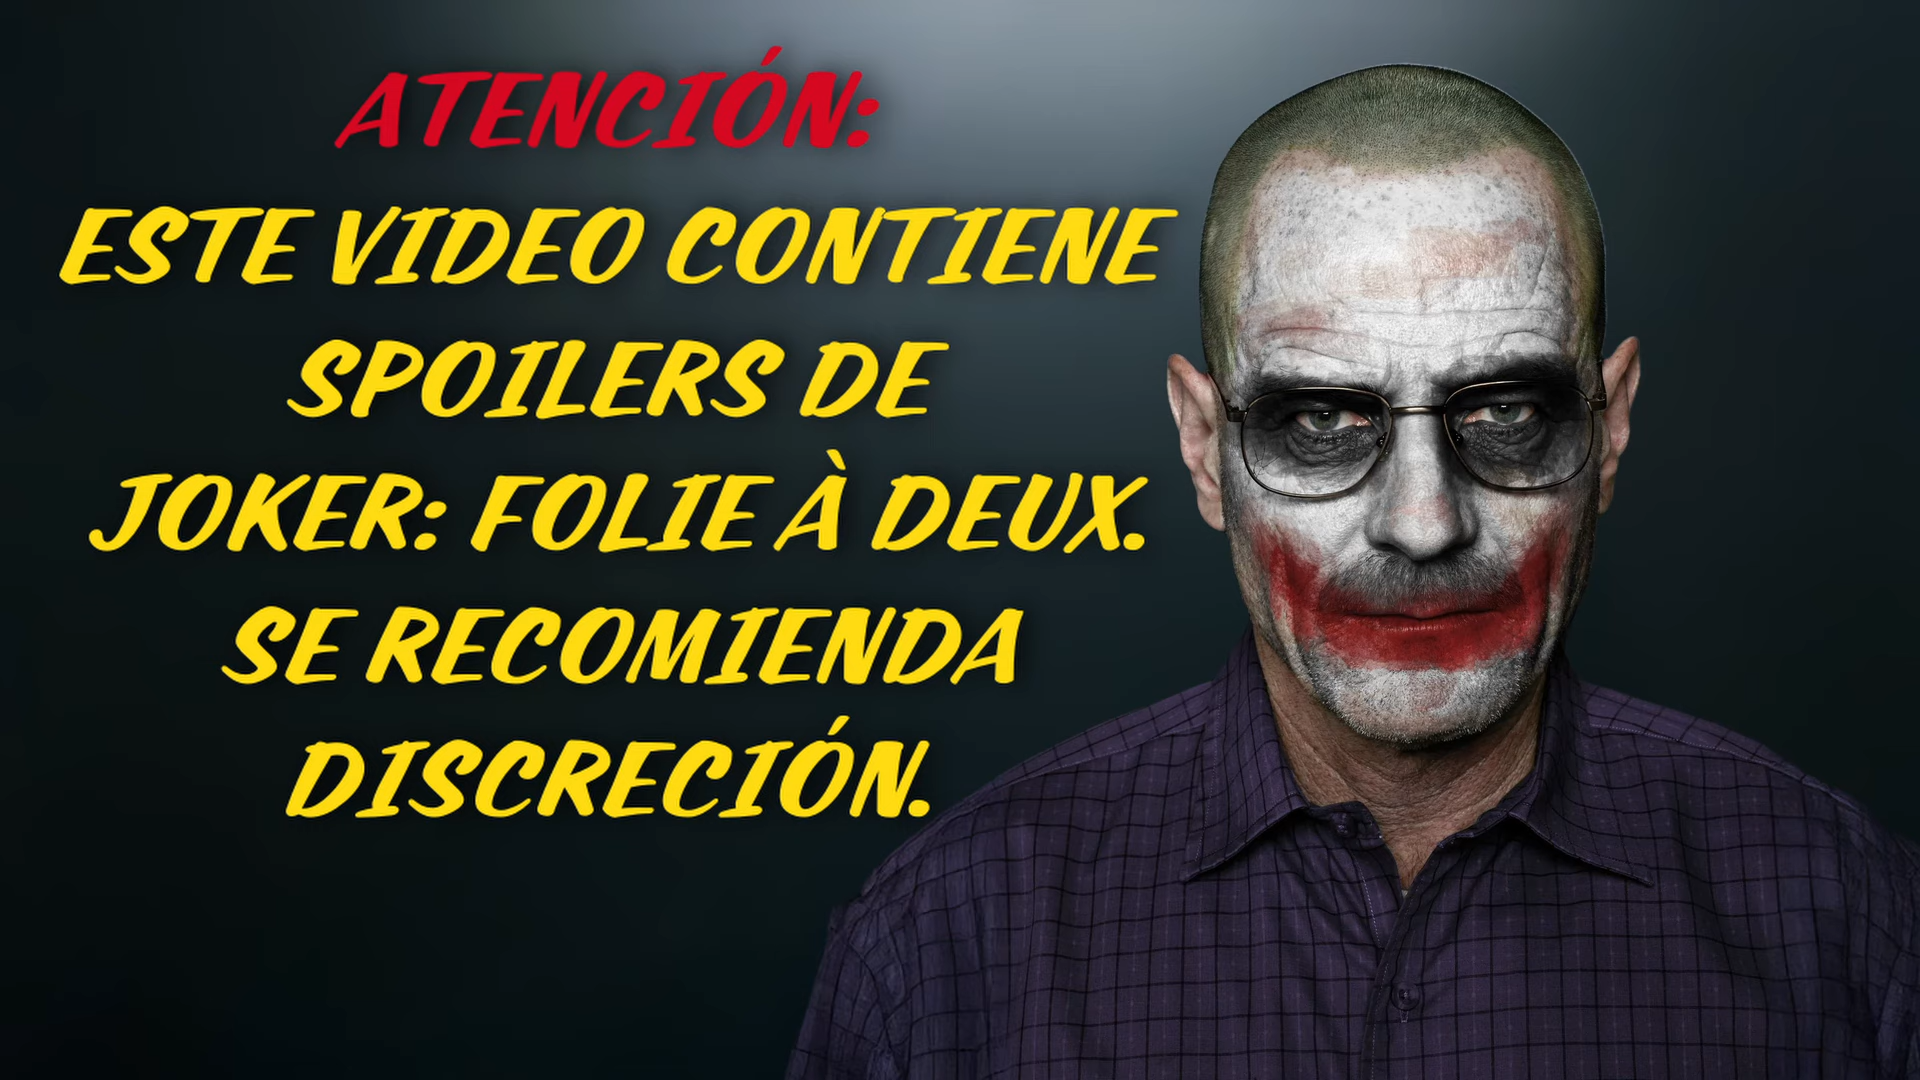 ATENCIÓN:
ESTE VIDEO CONTIENE
SPOILERS DE
JOKER: FOLIE À DEUX.
SE RECOMIENDA
DISCRECIÓN.